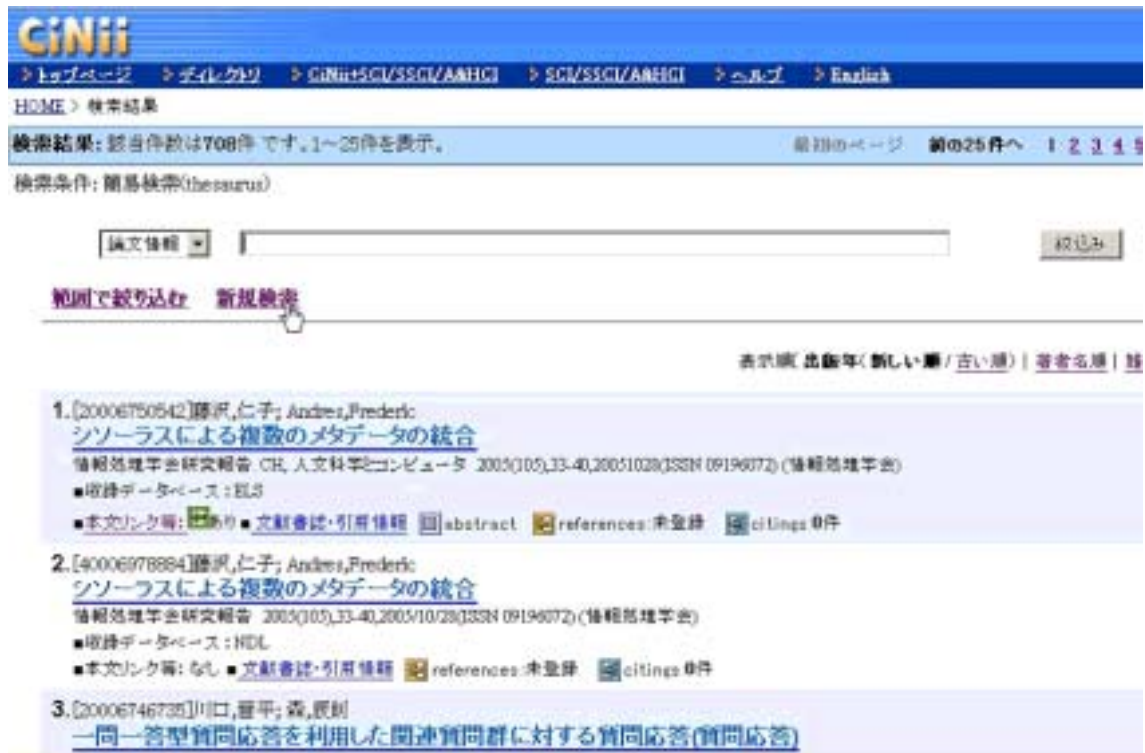 CiNii
トップページ ディレクトリ CiNii+SCI/SSCI/A&HCI SCI/SSCI/A&HCI ヘルプ English
HOME > 検索結果
検索結果: 該当件数は708件 です。1～25件を表示。 最初のページ 前の25件へ 1 2 3 4 5
検索条件: 簡易検索(thesaurus)
論文情報 絞込み
範囲で絞り込む 新規検索
表示順[ 出版年( 新しい順 / 古い順) | 著者名順 |
1. [20006750542]藤沢,仁子; Andres,Frederic
シソーラスによる複数のメタデータの統合
情報処理学会研究報告 CH, 人文科学とコンピュータ 2005(105),33-40,20051028(ISSN 09196072) (情報処理学会)
■収録データベース : ELS
■本文リンク等: あり ■ 文献書誌・引用情報 abstract references:未登録 citings 0件
2. [40006978884]藤沢,仁子; Andres,Frederic
シソーラスによる複数のメタデータの統合
情報処理学会研究報告 2005(105),33-40,2005/10/28(ISSN 09196072) (情報処理学会)
■収録データベース : NDL
■本文リンク等: なし ■ 文献書誌・引用情報 references:未登録 citings 0件
3. [20006746735]川口,晋平; 森,辰則
一問一答型質問応答を利用した関連質問群に対する質問応答(質問応答)